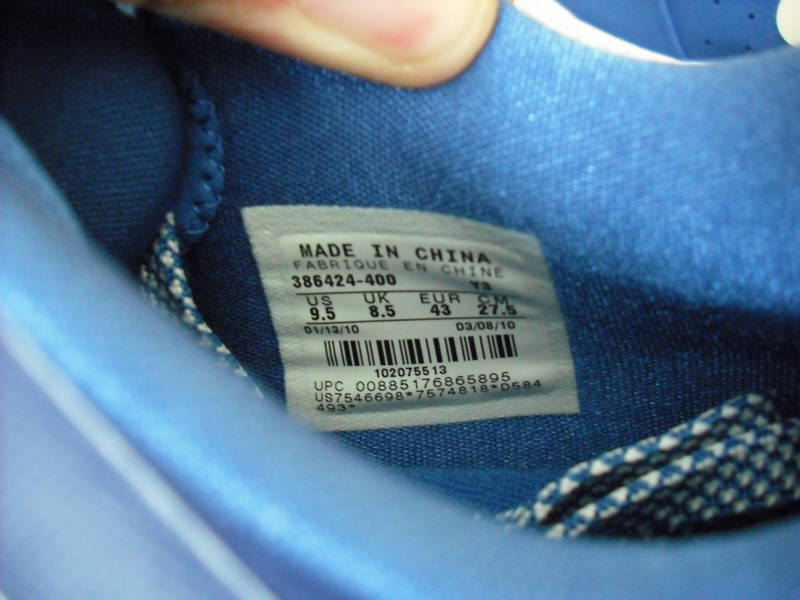 MADE IN CHINA
FABRIQUE EN CHINE
386424-400 Y3
US UK EUR CM
9.5 8.5 43 27.5
01/13/10 03/08/10
102075513
UPC 00885176865895
US7546698*7574818*D584
493*